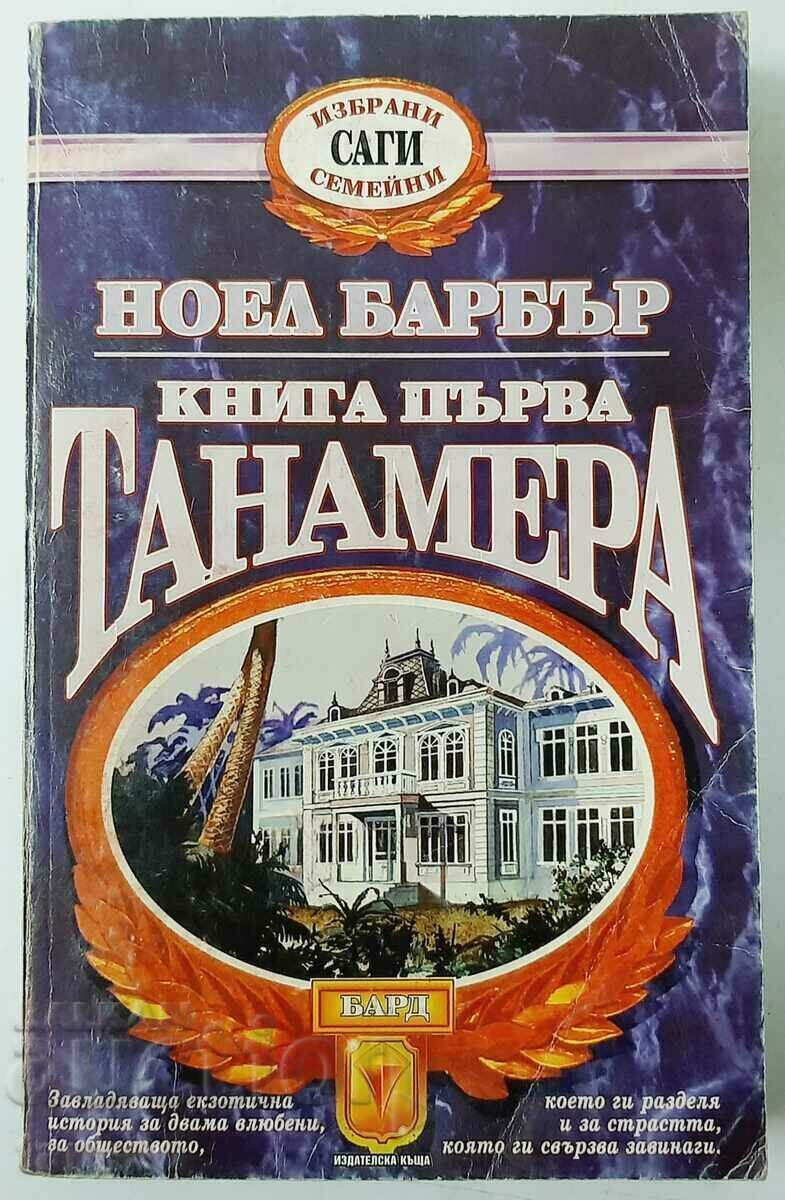 ИЗБРАНИ
САГИ
СЕМЕЙНИ
НОЕЛ БАРБЪР
КНИГА ПЪРВА
ТАНАМЕРА
БАРД
Завладяваща екзотична
история за двама влюбени,
за обществото,
което ги разделя
и за страстта,
която ги свързва завинаги.
ИЗДАТЕЛСКА КЪЩА